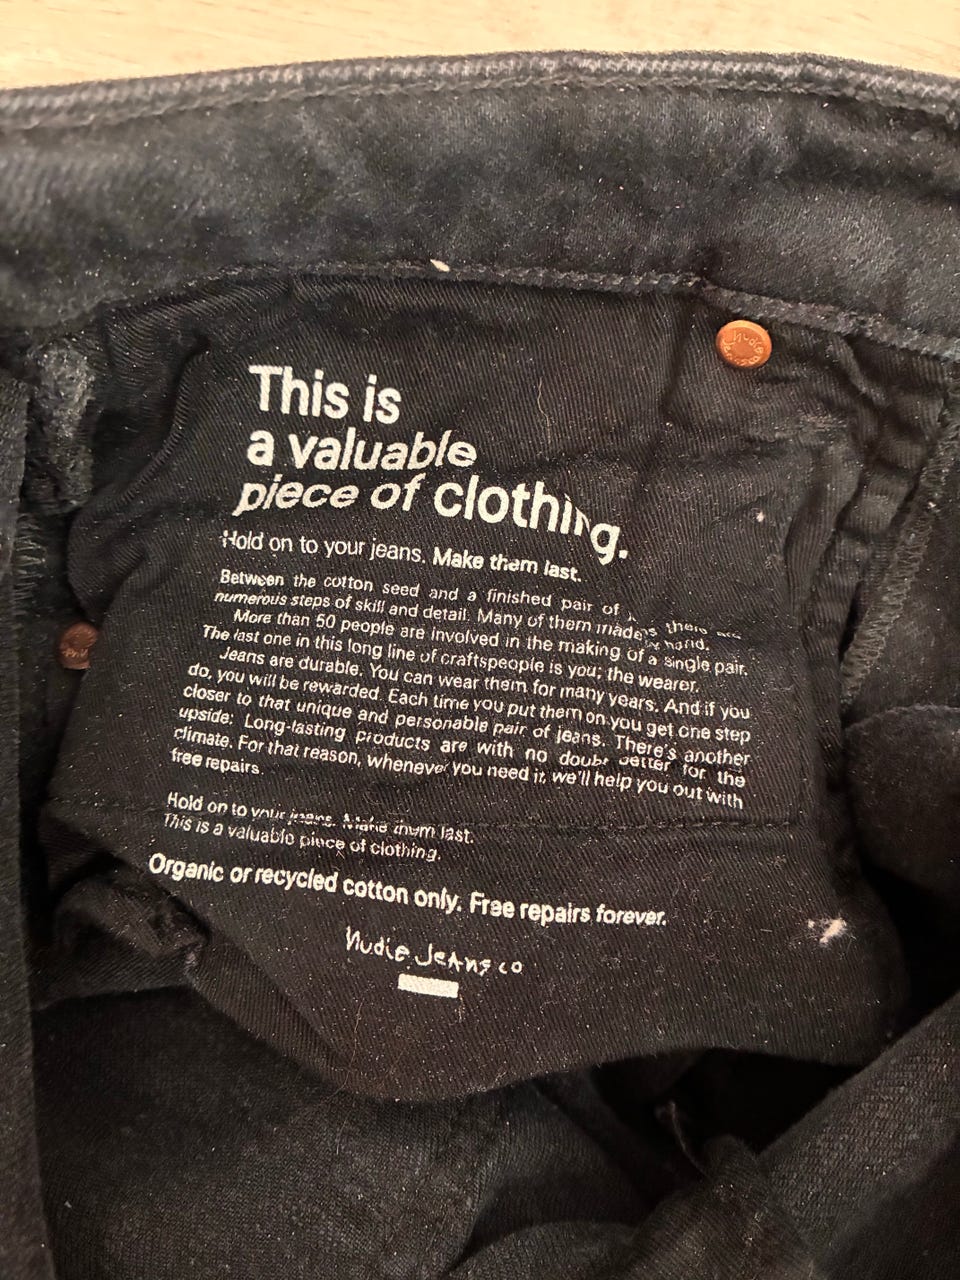 This is
a valuable
piece of clothing.
Hold on to your jeans. Make them last.
Between the cotton seed and a finished pair of there are
numerous steps of skill and detail. Many of them made by hand.
More than 50 people are involved in the making of a single pair.
The last one in this long line of craftspeople is you; the wearer.
Jeans are durable. You can wear them for many years. And if you
do, you will be rewarded. Each time you put them on you get one step
closer to that unique and personable pair of jeans. There's another
upside: Long-lasting products are with no doubt better for the
climate. For that reason, whenever you need it, we'll help you out with
free repairs.
Hold on to your jeans. Make them last.
This is a valuable piece of clothing.
Organic or recycled cotton only. Free repairs forever.
Nudie Jeans co
Nudie